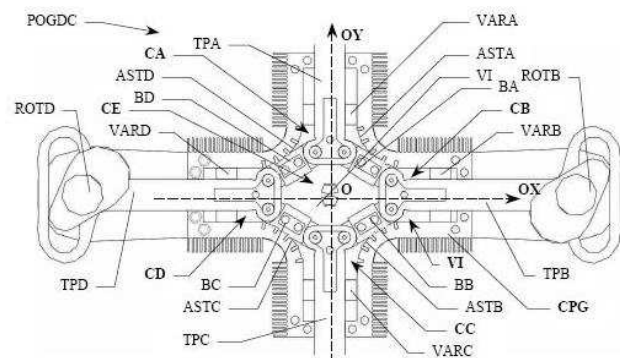 POGDC
CA
TPA
OY
VARA
ASTD
ASTA
BD
VI
ROTB
ROTD
CE
BA
CB
VARD
VARB
O
OX
CD
BC
VI
TPB
TPD
ASTC
BB
ASTB
CPG
TPC
CC
VARC